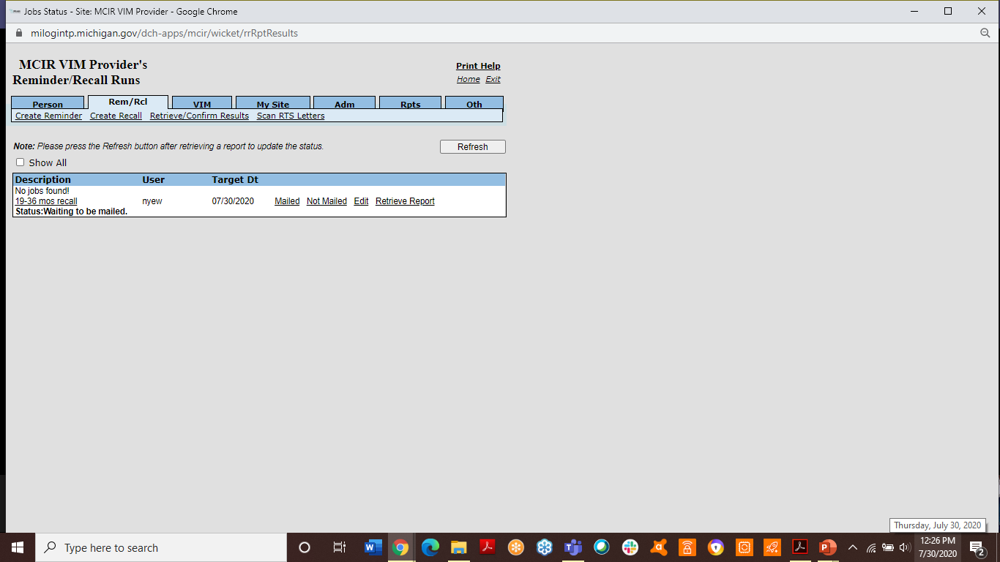 Jobs Status - Site: MCIR VIM Provider - Google Chrome
milogintp.michigan.gov/dch-apps/mcir/wicket/rrRptResults
MCIR VIM Provider's
Reminder/Recall Runs
Print Help
Home Exit
Person Rem/Rcl VIM My Site Adm Rpts Oth
Create Reminder Create Recall Retrieve/Confirm Results Scan RTS Letters
Note: Please press the Refresh button after retrieving a report to update the status.
Refresh
Show All
Description User Target Dt
No jobs found!
19-36 mos recall nyew 07/30/2020 Mailed Not Mailed Edit Retrieve Report
Status:Waiting to be mailed.
Thursday, July 30, 2020
Type here to search
12:26 PM
7/30/2020
2